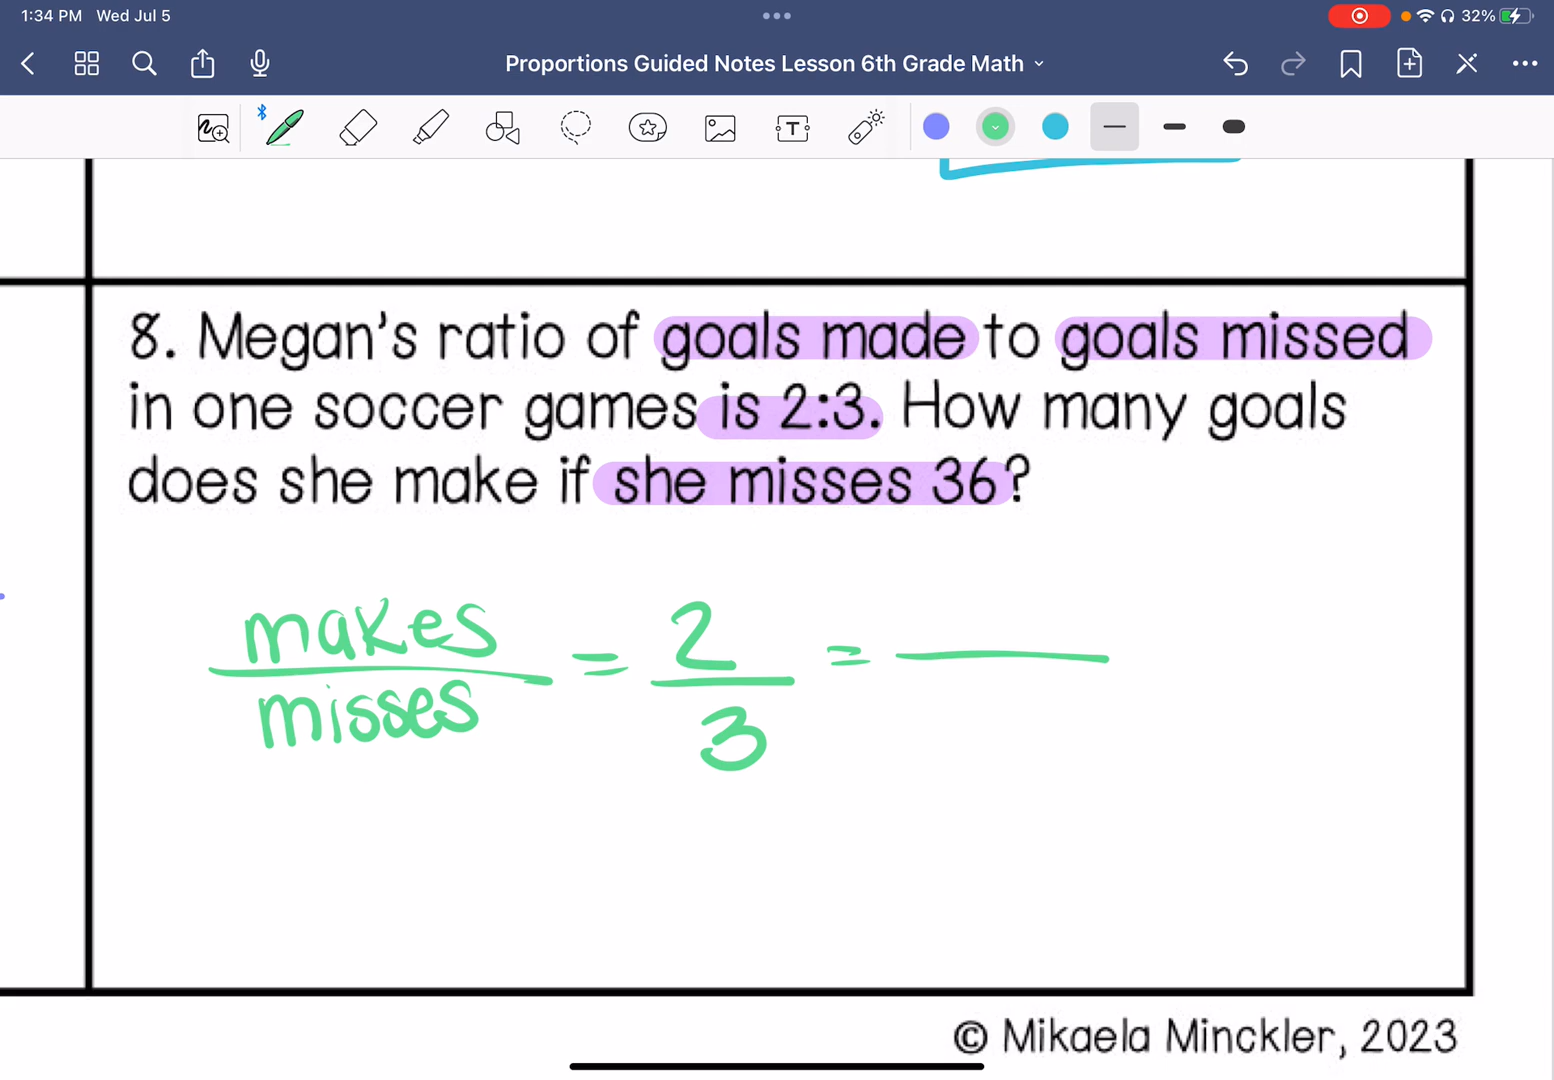 1:34 PM Wed Jul 5
32%
Proportions Guided Notes Lesson 6th Grade Math
T
8. Megan's ratio of goals made to goals missed
in one soccer games is 2:3. How many goals
does she make if she misses 36?
makes
misses
= 2
3
=
© Mikaela Minckler, 2023